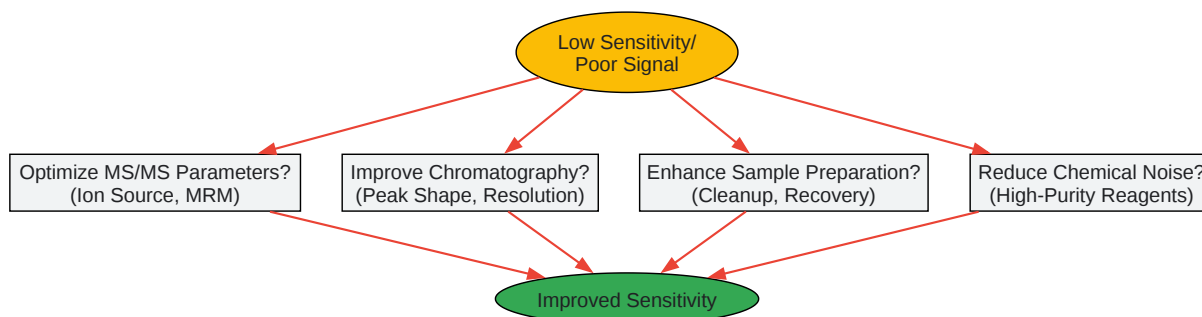 Low Sensitivity/
Poor Signal
Optimize MS/MS Parameters?
(Ion Source, MRM)
Improve Chromatography?
(Peak Shape, Resolution)
Enhance Sample Preparation?
(Cleanup, Recovery)
Reduce Chemical Noise?
(High-Purity Reagents)
Improved Sensitivity